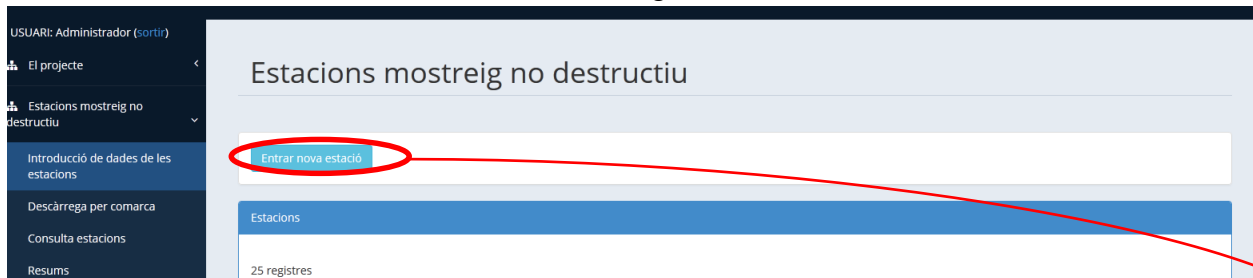 USUARI: Administrador (sortir)
El projecte
Estacions mostreig no
destructiu
Introducció de dades de les
estacions
Descàrrega per comarca
Consulta estacions
Resums
Estacions mostreig no destructiu
Entrar nova estació
Estacions
25 registres